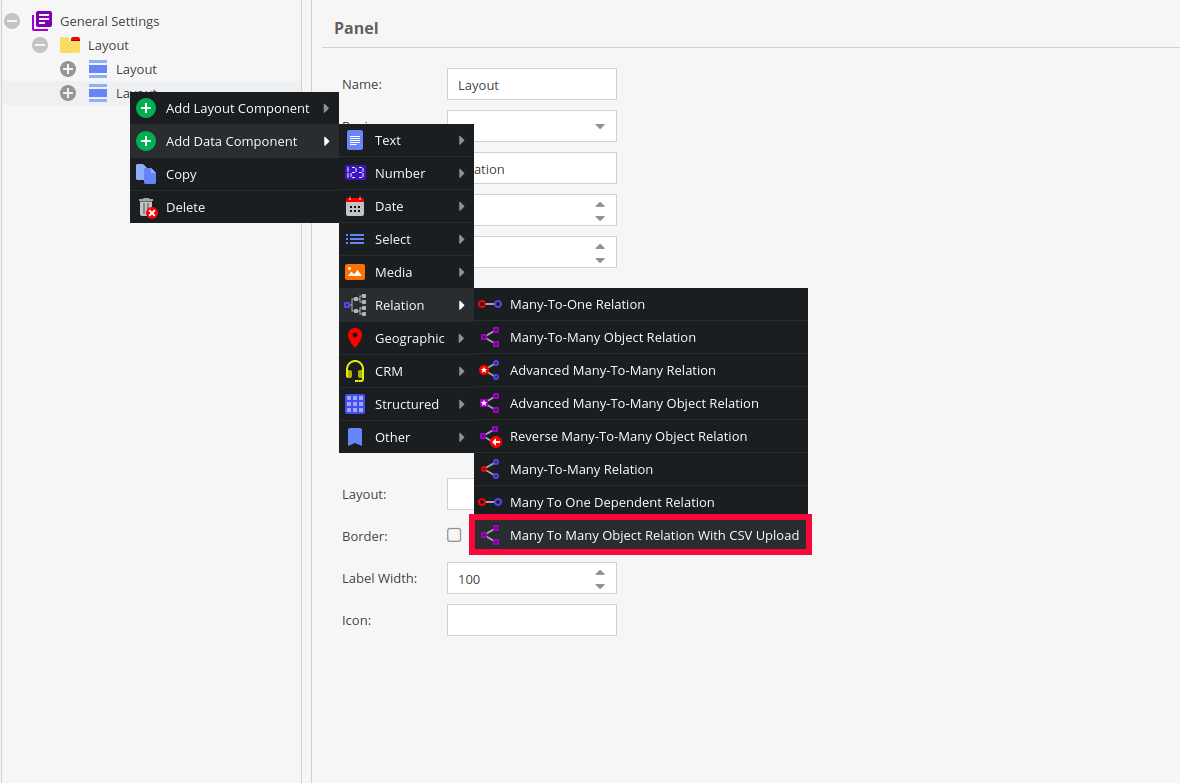 General Settings
Layout
Layout
Panel
Name:
Layout
Add Layout Component
Add Data Component
Copy
Delete
Text
Number
Date
Select
Media
Relation
Geographic
CRM
Structured
Other
ation
Many-To-One Relation
Many-To-Many Object Relation
Advanced Many-To-Many Relation
Advanced Many-To-Many Object Relation
Reverse Many-To-Many Object Relation
Many-To-Many Relation
Many To One Dependent Relation
Many To Many Object Relation With CSV Upload
Layout:
Border:
Label Width:
100
Icon: